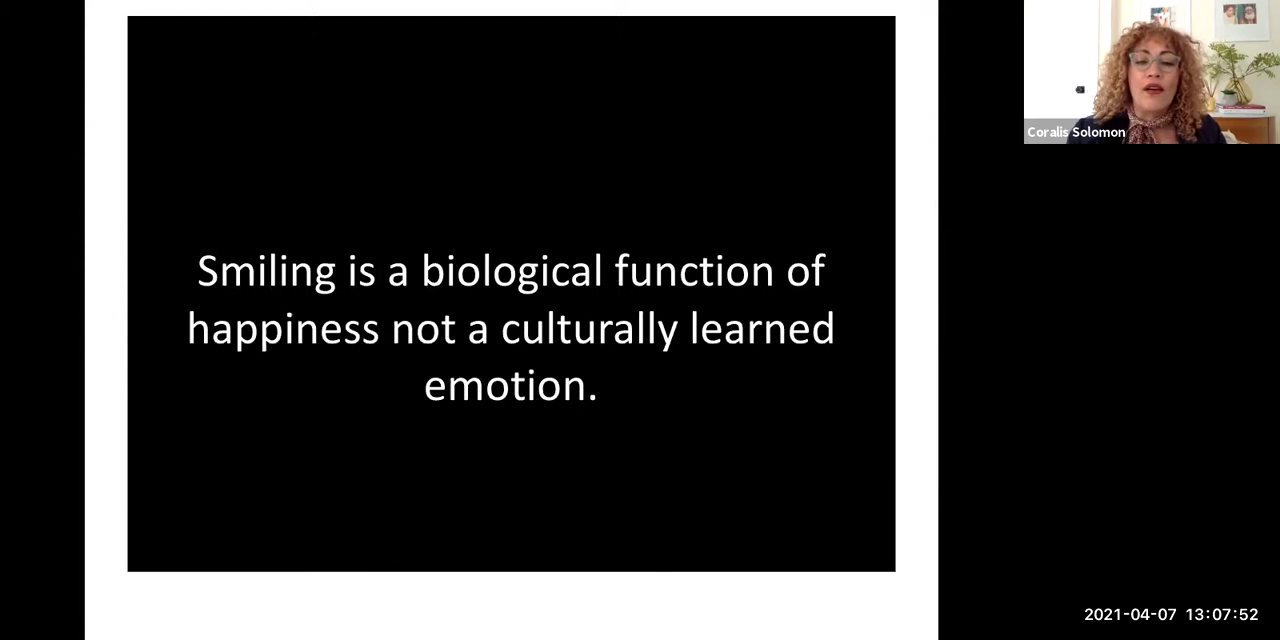 Smiling is a biological function of
happiness not a culturally learned
emotion.
Coralis Solomon
2021-04-07 13:07:52